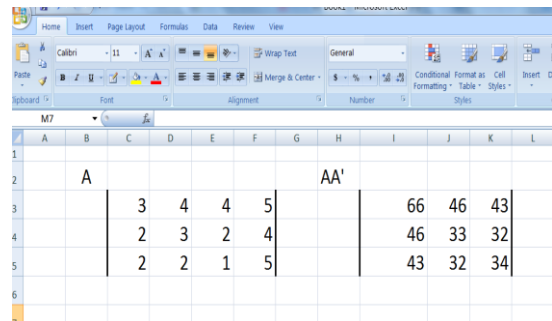 Home Insert Page Layout Formulas Data Review View
Calibri 11 A A Wrap Text General
Paste B I U A Merge & Center $ % , Conditional Formatting Format as Table Cell Styles Insert
Clipboard Font Alignment Number Styles
M7 fx
A B C D E F G H I J K L
1
2 A AA'
3 3 4 4 5 66 46 43
4 2 3 2 4 46 33 32
5 2 2 1 5 43 32 34
6